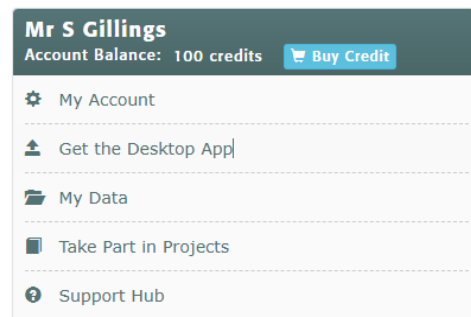 Mr S Gillings
Account Balance: 100 credits Buy Credit
My Account
Get the Desktop App
My Data
Take Part in Projects
Support Hub